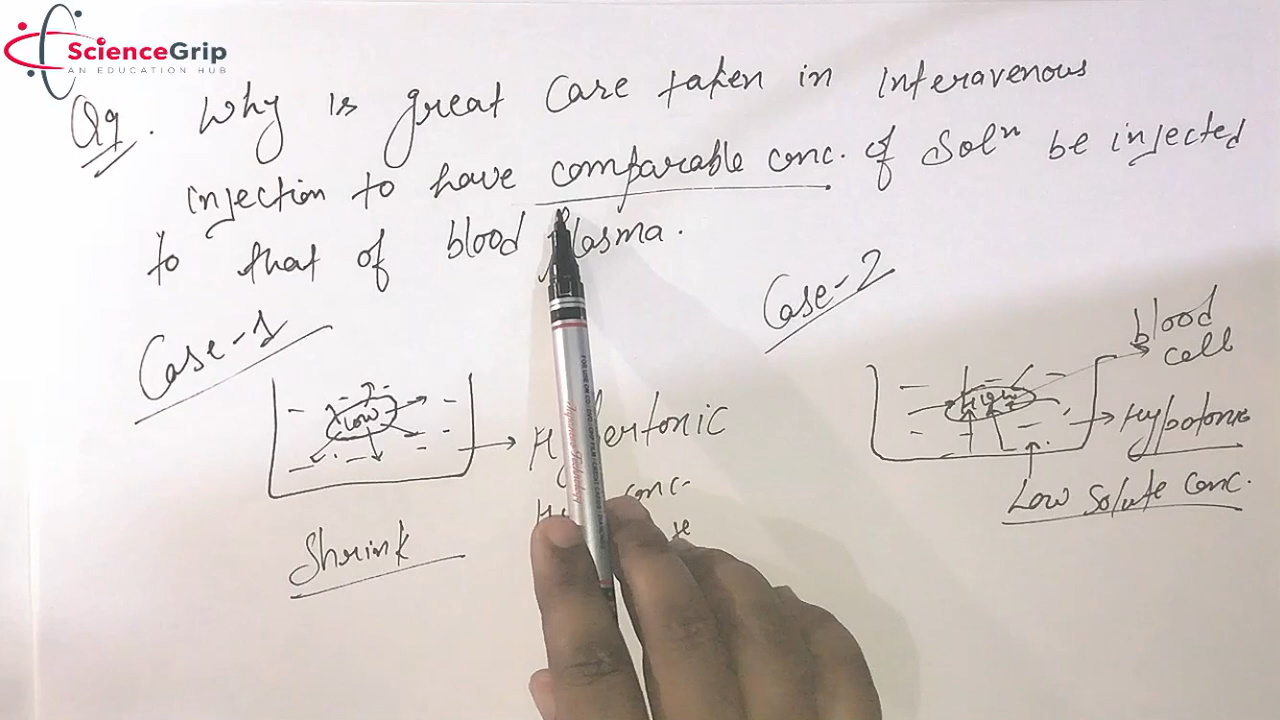 ScienceGrip
AN EDUCATION HUB
Q9. Why is great care taken in interavenous
injection to have comparable conc. of Solⁿ be injected
to that of blood plasma.
Case-1
Case-2
blood
cell
low
High
Hypertonic
Hypotonic
conc.
Low Solute Conc.
Shrink